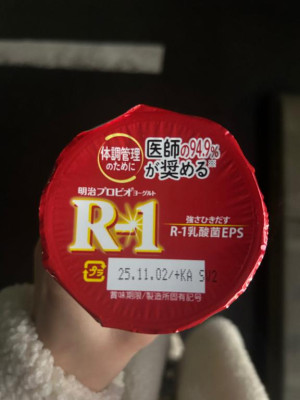 体調管理
のために
医師の94.9%
が奨める※
明治プロビオヨーグルト
R-1
強さひきだす
R-1乳酸菌EPS
フタ
25.11.02/+KA 502
賞味期限/製造所固有記号